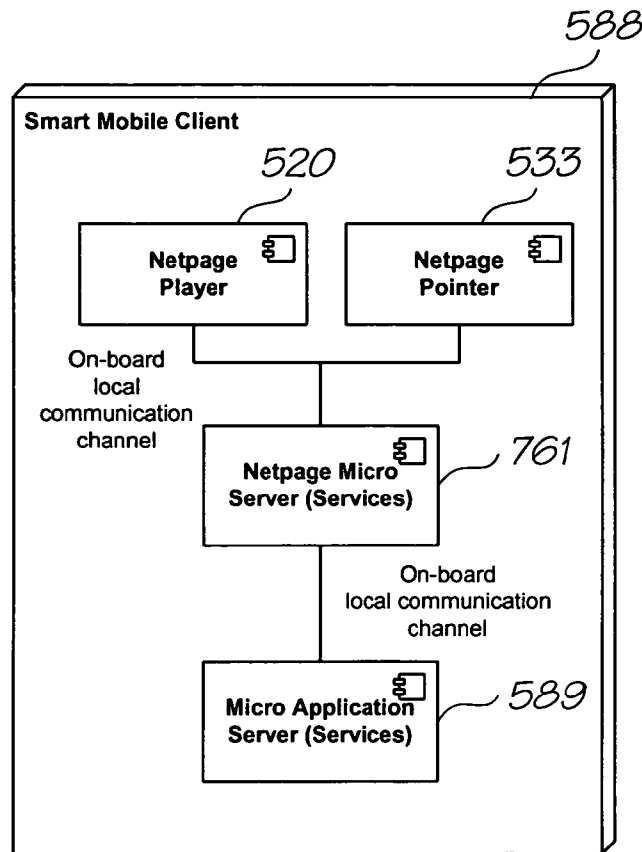 588
Smart Mobile Client
520
533
Netpage
Player
Netpage
Pointer
On-board
local
communication
channel
Netpage Micro
Server (Services)
761
On-board
local communication
channel
Micro Application
Server (Services)
589